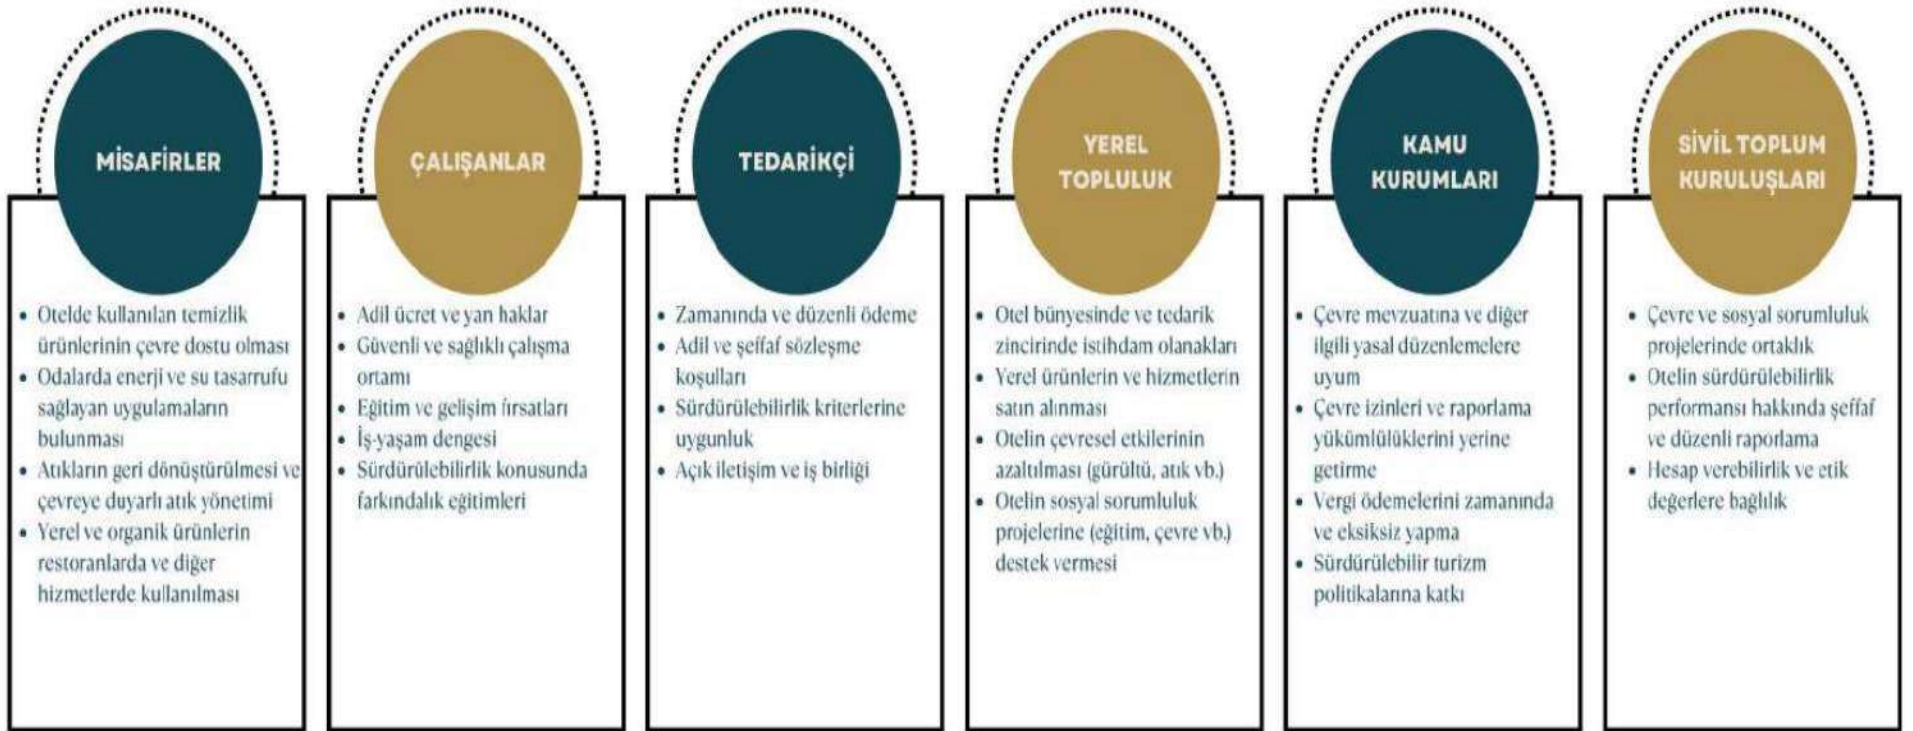 MİSAFİRLER
Otelde kullanılan temizlik
ürünlerinin çevre dostu olması
Odalarda enerji ve su tasarrufu
sağlayan uygulamaların
bulunması
Atıkların geri dönüştürülmesi ve
çevreye duyarlı atık yönetimi
Yerel ve organik ürünlerin
restoranlarda ve diğer
hizmetlerde kullanılması
ÇALIŞANLAR
Adil ücret ve yan haklar
Güvenli ve sağlıklı çalışma
ortamı
Eğitim ve gelişim fırsatları
İş-yaşam dengesi
Sürdürülebilirlik konusunda
farkındalık eğitimleri
TEDARİKÇİ
Zamanında ve düzenli ödeme
Adil ve şeffaf sözleşme
koşulları
Sürdürülebilirlik kriterlerine
uygunluk
Açık iletişim ve iş birliği
YEREL
TOPLULUK
Otel bünyesinde ve tedarik
zincirinde istihdam olanakları
Yerel ürünlerin ve hizmetlerin
satın alınması
Otelin çevresel etkilerinin
azaltılması (gürültü, atık vb.)
Otelin sosyal sorumluluk
projelerine (eğitim, çevre vb.)
destek vermesi
KAMU
KURUMLARI
Çevre mevzuatına ve diğer
ilgili yasal düzenlemelere
uyum
Çevre izinleri ve raporlama
yükümlülüklerini yerine
getirme
Vergi ödemelerini zamanında
ve eksiksiz yapma
Sürdürülebilir turizm
politikalarına katkı
SİVİL TOPLUM
KURULUŞLARI
Çevre ve sosyal sorumluluk
projelerinde ortaklık
Otelin sürdürülebilirlik
performansı hakkında şeffaf
ve düzenli raporlama
Hesap verebilirlik ve etik
değerlere bağlılık